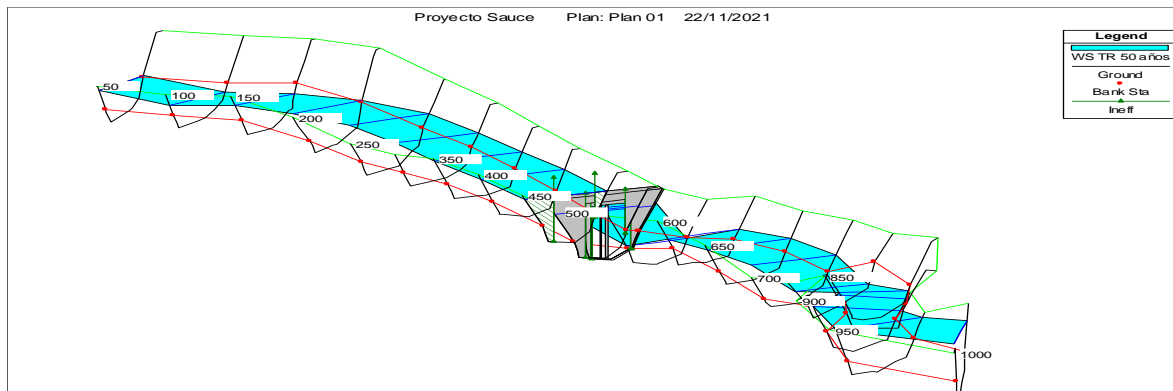 Proyecto Sauce Plan: Plan 01 22/11/2021
Legend
WS TR 50 años
Ground
Bank Sta
Ineff
50
100
150
200
250
350
400
450
500
600
650
700
850
900
950
1000